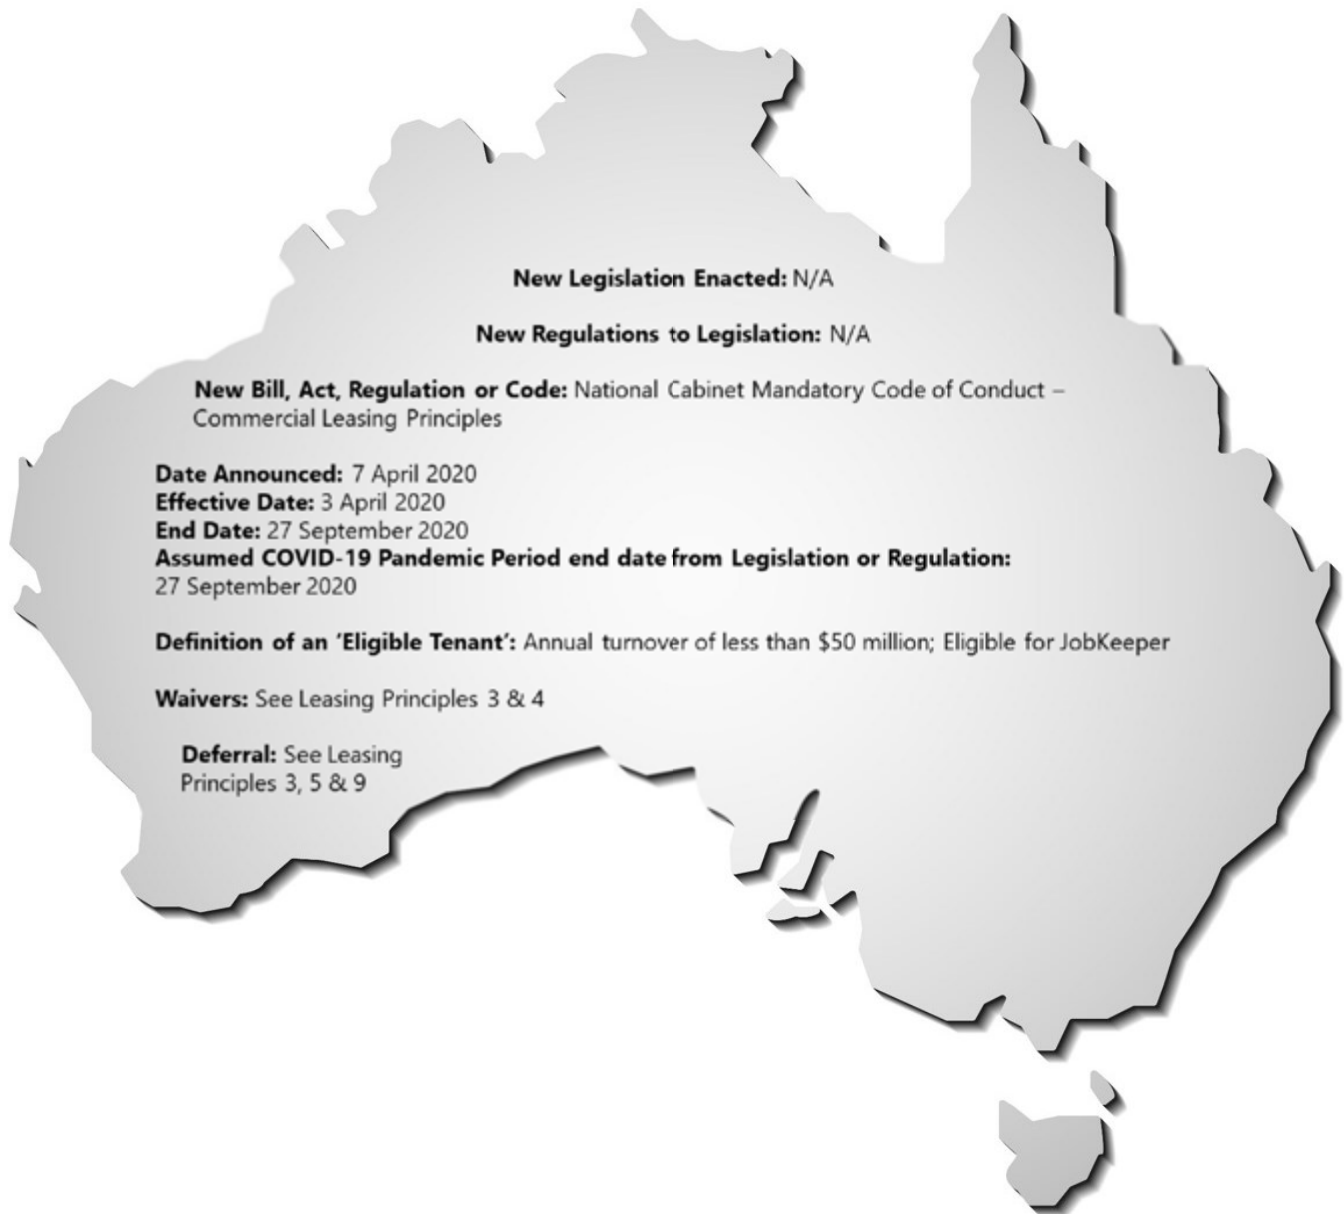 New Legislation Enacted: N/A
New Regulations to Legislation: N/A
New Bill, Act, Regulation or Code: National Cabinet Mandatory Code of Conduct –
Commercial Leasing Principles
Date Announced: 7 April 2020
Effective Date: 3 April 2020
End Date: 27 September 2020
Assumed COVID-19 Pandemic Period end date from Legislation or Regulation:
27 September 2020
Definition of an ‘Eligible Tenant’: Annual turnover of less than $50 million; Eligible for JobKeeper
Waivers: See Leasing Principles 3 & 4
Deferral: See Leasing
Principles 3, 5 & 9